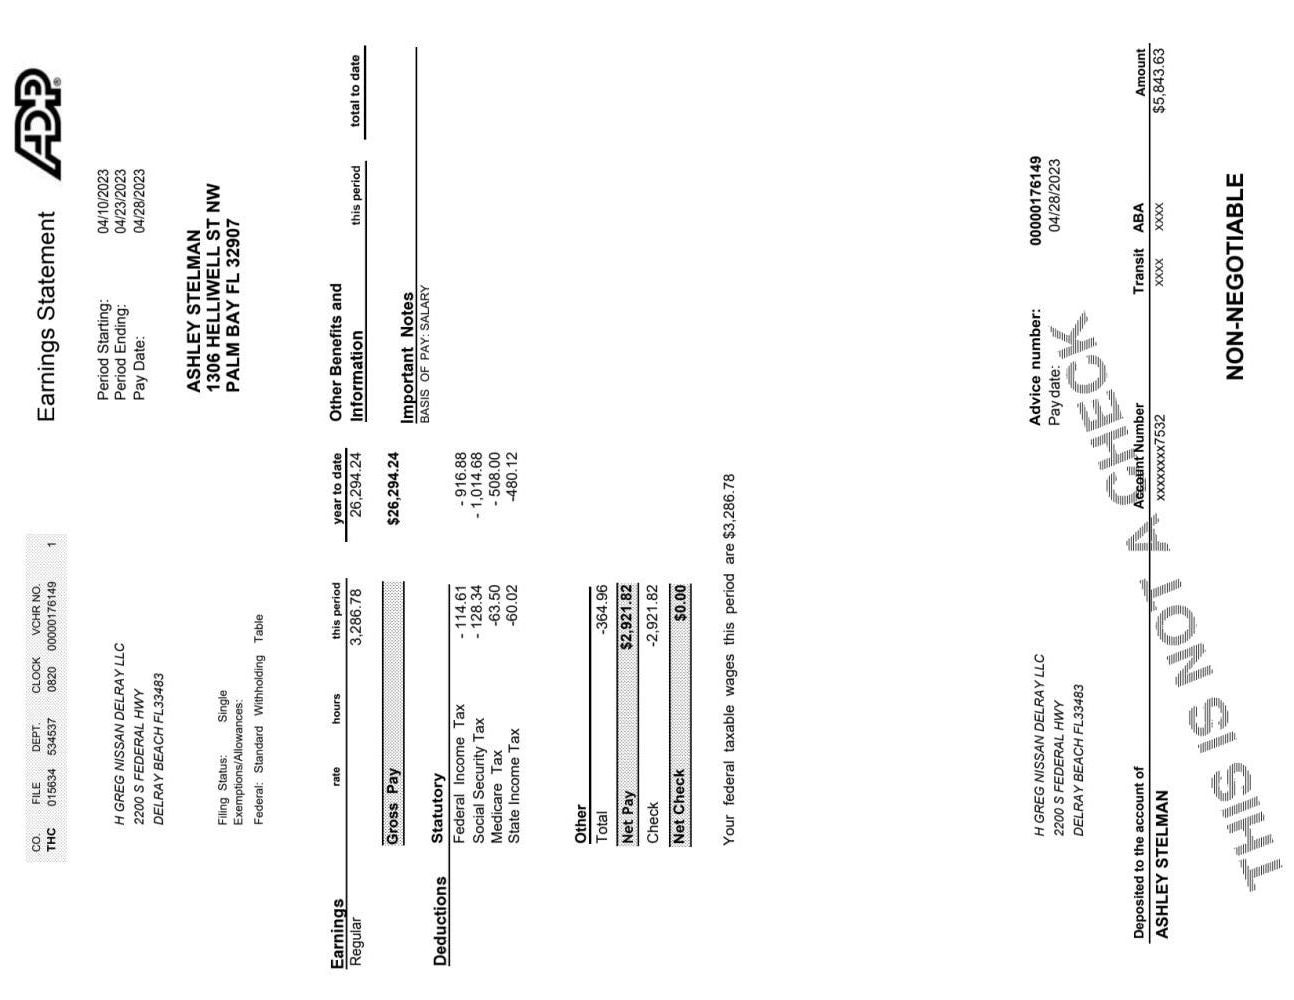 CO. FILE DEPT. CLOCK VCHR NO.
THC 015634 534537 0820 00000176149 1
Earnings Statement
ADP®
H GREG NISSAN DELRAY LLC
2200 S FEDERAL HWY
DELRAY BEACH FL33483
Period Starting: 04/10/2023
Period Ending: 04/23/2023
Pay Date: 04/28/2023
Filing Status: Single
Exemptions/Allowances:
Federal: Standard Withholding Table
ASHLEY STELMAN
1306 HELLIWELL ST NW
PALM BAY FL 32907
Earnings rate hours this period year to date
Regular 3,286.78 26,294.24
Gross Pay $26,294.24
Deductions Statutory
Federal Income Tax - 114.61 - 916.88
Social Security Tax - 128.34 - 1,014.68
Medicare Tax -63.50 - 508.00
State Income Tax -60.02 -480.12
Other
Total -364.96
Net Pay $2,921.82
Check -2,921.82
Net Check $0.00
Other Benefits and
Information this period total to date
Important Notes
BASIS OF PAY: SALARY
Your federal taxable wages this period are $3,286.78
H GREG NISSAN DELRAY LLC
2200 S FEDERAL HWY
DELRAY BEACH FL33483
Advice number: 00000176149
Pay date: 04/28/2023
THIS IS NOT A CHECK
Deposited to the account of Account Number Transit ABA Amount
ASHLEY STELMAN xxxxxxxx7532 xxxx xxxx $5,843.63
NON-NEGOTIABLE